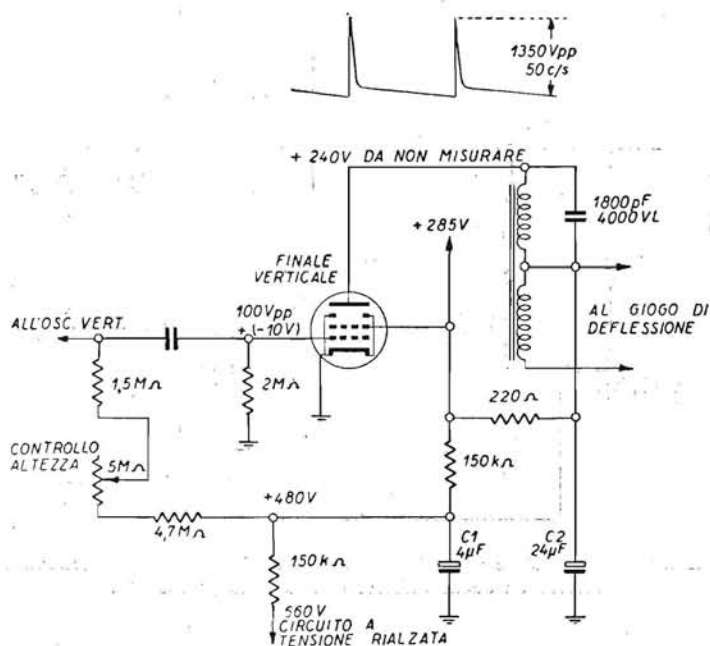 1350Vpp
50 c/s
+ 240V DA NON MISURARE
1800pF
4000VL
+285V
FINALE
VERTICALE
100Vpp
+ (-10V)
ALL'OSC. VERT.
AL GIOGO DI
DEFLESSIONE
1,5MΩ
2MΩ
220Ω
CONTROLLO
ALTEZZA
5MΩ
150kΩ
+480V
4,7MΩ
C1
4µF
C2
24µF
150kΩ
560V
CIRCUITO A
TENSIONE RIALZATA